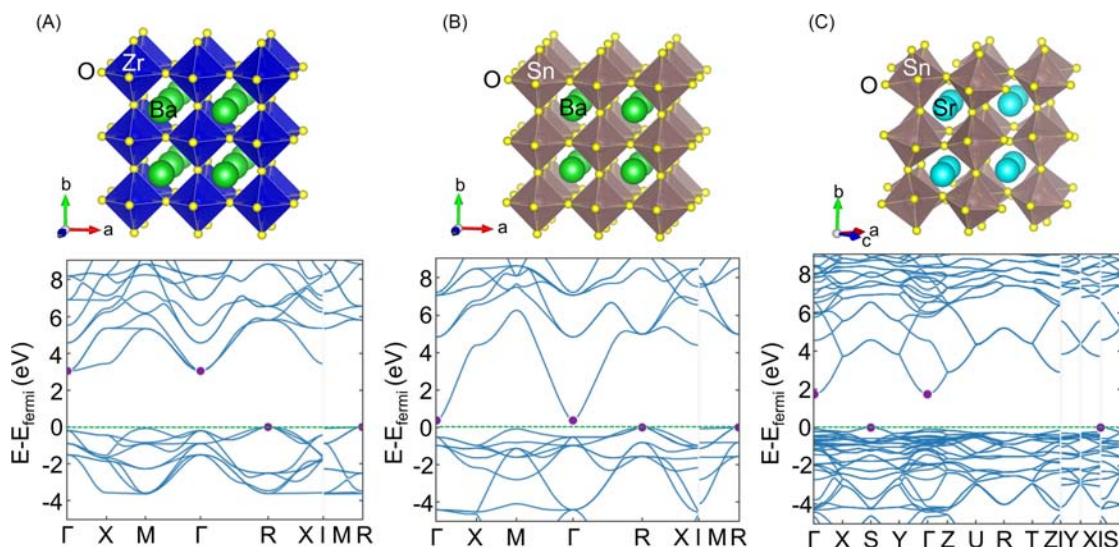 (A)
Zr
O
Ba
b
a
(B)
Sn
O
Ba
b
a
(C)
Sn
O
Sr
b
a
c
E-E_fermi (eV)
8
6
4
2
0
-2
-4
Γ X M Γ R X I M R
E-E_fermi (eV)
8
6
4
2
0
-2
-4
Γ X M Γ R X I M R
E-E_fermi (eV)
8
6
4
2
0
-2
-4
Γ X S Y Γ Z U R T Z|Y X|S